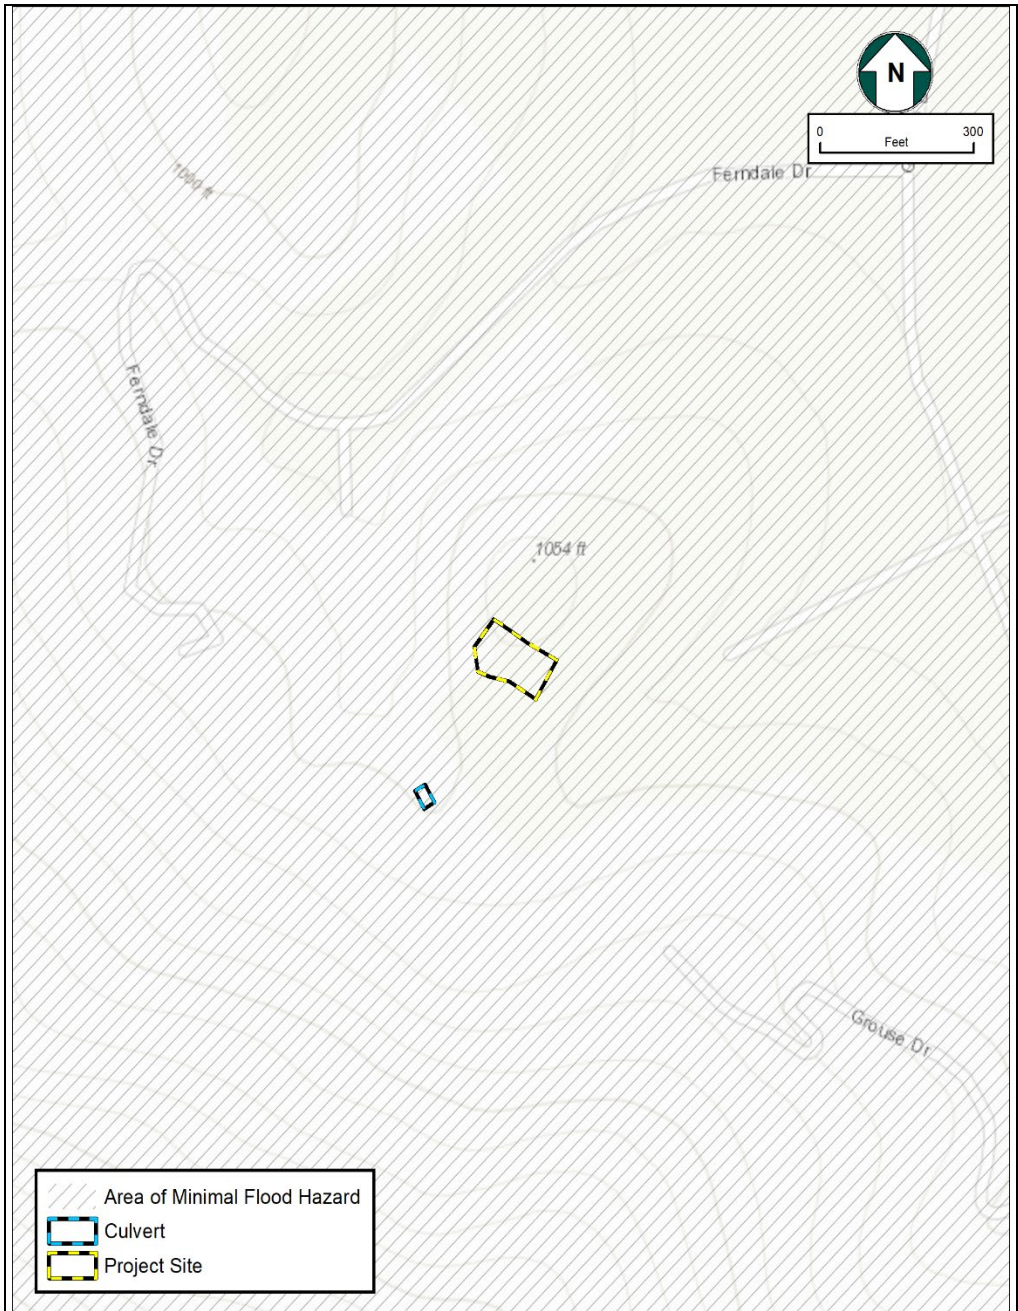 N
0
300
Feet
Ferndale Dr
G
1000 ft
Ferndale Dr
1054 ft
Grouse Dr
Area of Minimal Flood Hazard
Culvert
Project Site